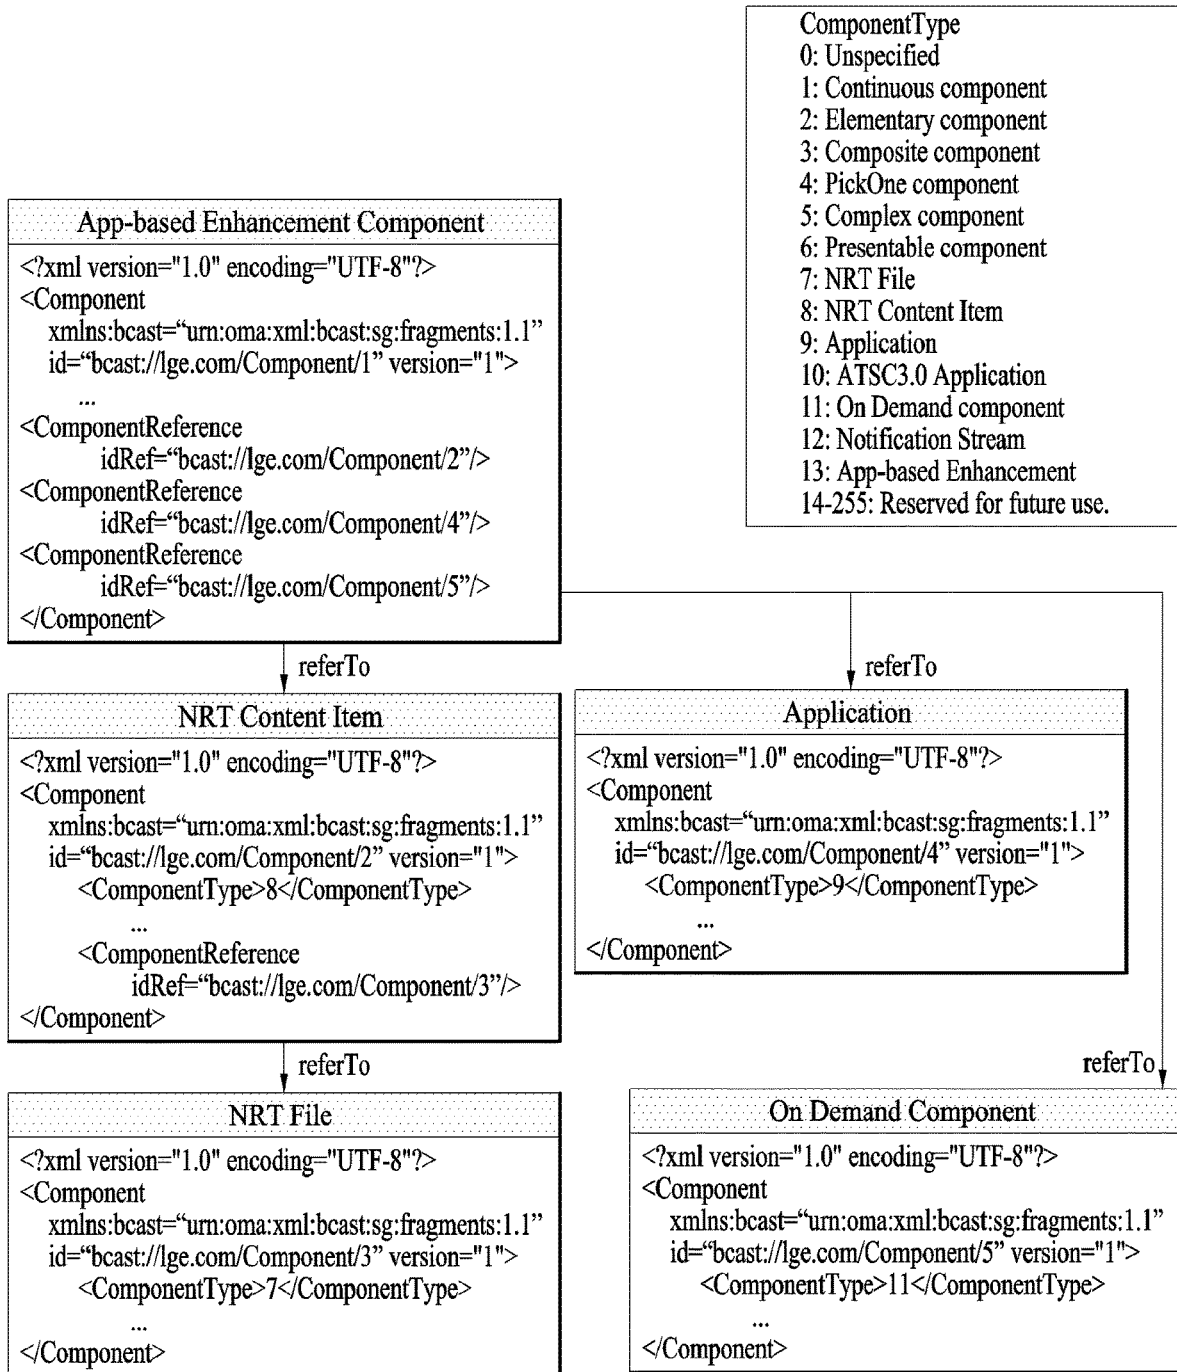 ComponentType
0: Unspecified
1: Continuous component
2: Elementary component
3: Composite component
4: PickOne component
5: Complex component
6: Presentable component
7: NRT File
8: NRT Content Item
9: Application
10: ATSC3.0 Application
11: On Demand component
12: Notification Stream
13: App-based Enhancement
14-255: Reserved for future use.
App-based Enhancement Component
<?xml version="1.0" encoding="UTF-8"?>
<Component
xmlns:bcast=“urn:oma:xml:bcast:sg:fragments:1.1”
id=“bcast://lge.com/Component/1” version="1">
...
<ComponentReference
idRef=“bcast://lge.com/Component/2”/>
<ComponentReference
idRef=“bcast://lge.com/Component/4”/>
<ComponentReference
idRef=“bcast://lge.com/Component/5”/>
</Component>
referTo
referTo
NRT Content Item
<?xml version="1.0" encoding="UTF-8"?>
<Component
xmlns:bcast=“urn:oma:xml:bcast:sg:fragments:1.1”
id=“bcast://lge.com/Component/2” version="1">
<ComponentType>8</ComponentType>
...
<ComponentReference
idRef=“bcast://lge.com/Component/3”/>
</Component>
Application
<?xml version="1.0" encoding="UTF-8"?>
<Component
xmlns:bcast=“urn:oma:xml:bcast:sg:fragments:1.1”
id=“bcast://lge.com/Component/4” version="1">
<ComponentType>9</ComponentType>
...
</Component>
referTo
referTo
NRT File
<?xml version="1.0" encoding="UTF-8"?>
<Component
xmlns:bcast=“urn:oma:xml:bcast:sg:fragments:1.1”
id=“bcast://lge.com/Component/3” version="1">
<ComponentType>7</ComponentType>
...
</Component>
On Demand Component
<?xml version="1.0" encoding="UTF-8"?>
<Component
xmlns:bcast=“urn:oma:xml:bcast:sg:fragments:1.1”
id=“bcast://lge.com/Component/5” version="1">
<ComponentType>11</ComponentType>
...
</Component>